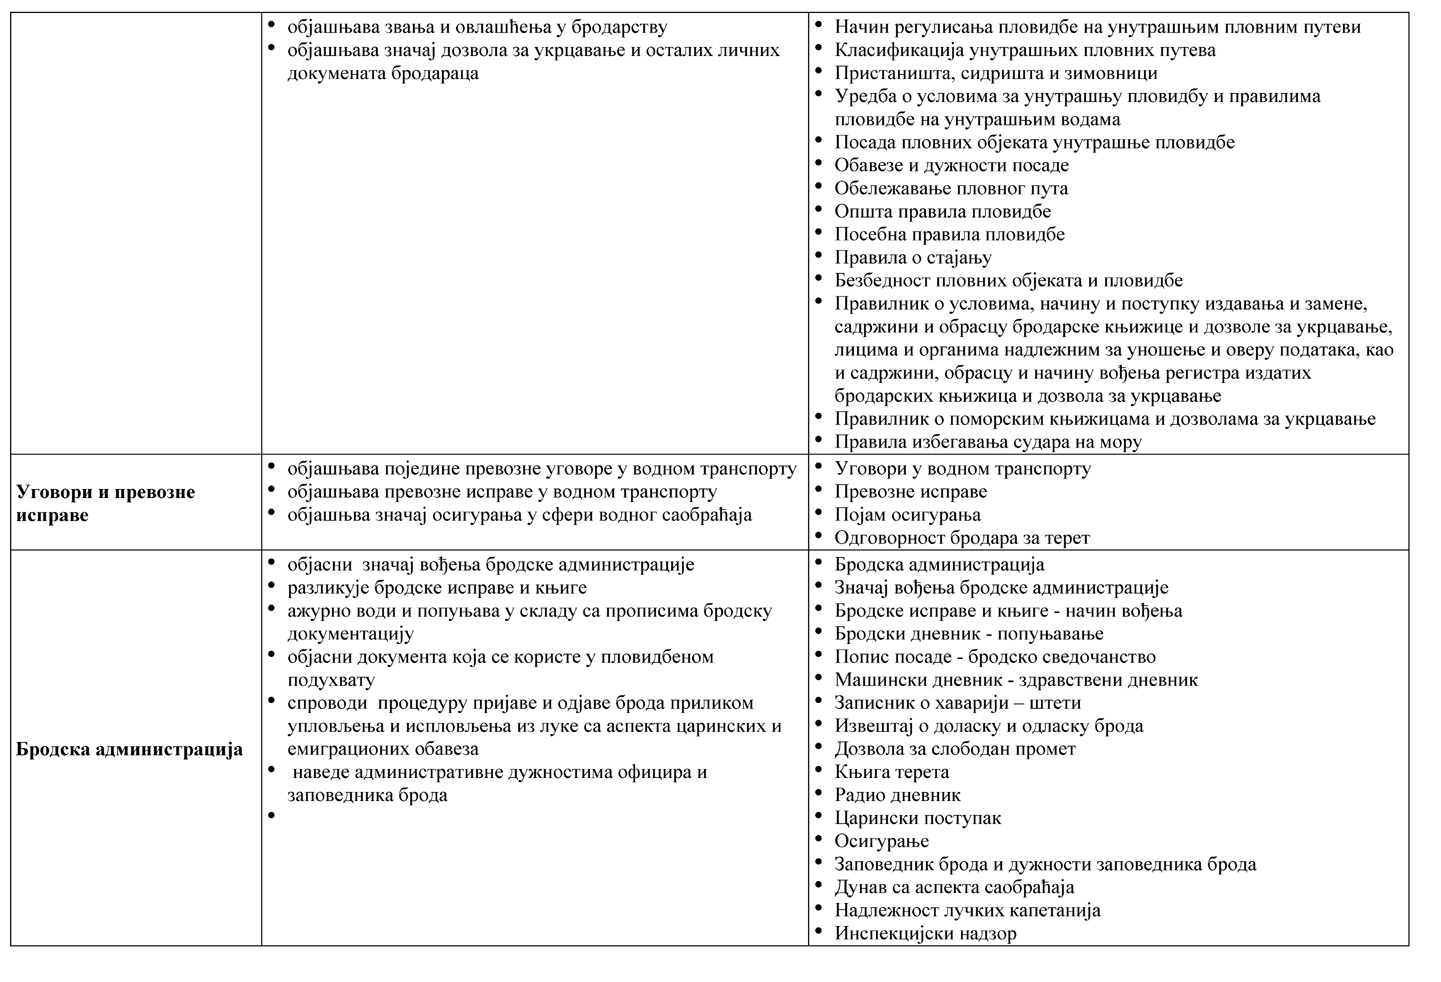 • објашњава звања и овлашћења у бродарству
• објашњава значај дозвола за укрцавање и осталих личних
докумената бродараца
• Начин регулисања пловидбе на унутрашњим пловним путеви
• Класификација унутрашњих пловних путева
• Пристаништа, сидришта и зимовници
• Уредба о условима за унутрашњу пловидбу и правилима
пловидбе на унутрашњим водама
• Посада пловних објеката унутрашње пловидбе
• Обавезе и дужности посаде
• Обележавање пловног пута
• Општа правила пловидбе
• Посебна правила пловидбе
• Правила о стајању
• Безбедност пловних објеката и пловидбе
• Правилник о условима, начину и поступку издавања и замене,
садржини и обрасцу бродарске књижице и дозволе за укрцавање,
лицима и органима надлежним за уношење и оверу података, као
и садржини, обрасцу и начину вођења регистра издатих
бродарских књижица и дозвола за укрцавање
• Правилник о поморским књижицама и дозволама за укрцавање
• Правила избегавања судара на мору
Уговори и превозне
исправе
• објашњава поједине превозне уговоре у водном транспорту
• објашњава превозне исправе у водном транспорту
• објашњва значај осигурања у сфери водног саобраћаја
• Уговори у водном транспорту
• Превозне исправе
• Појам осигурања
• Одговорност бродара за терет
Бродска администрација
• објасни  значај вођења бродске администрације
• разликује бродске исправе и књиге
• ажурно води и попуњава у складу са прописима бродску
документацију
• објасни документа која се користе у пловидбеном
подухвату
• спроводи  процедуру пријаве и одјаве брода приликом
упловљења и испловљења из луке са аспекта царинских и
емиграционих обавеза
•  наведе административне дужностима официра и
заповедника брода
•
• Бродска администрација
• Значај вођења бродске администрације
• Бродске исправе и књиге - начин вођења
• Бродски дневник - попуњавање
• Попис посаде - бродско сведочанство
• Машински дневник - здравствени дневник
• Записник о хаварији – штети
• Извештај о доласку и одласку брода
• Дозвола за слободан промет
• Књига терета
• Радио дневник
• Царински поступак
• Осигурање
• Заповедник брода и дужности заповедника брода
• Дунав са аспекта саобраћаја
• Надлежност лучких капетанија
• Инспекцијски надзор